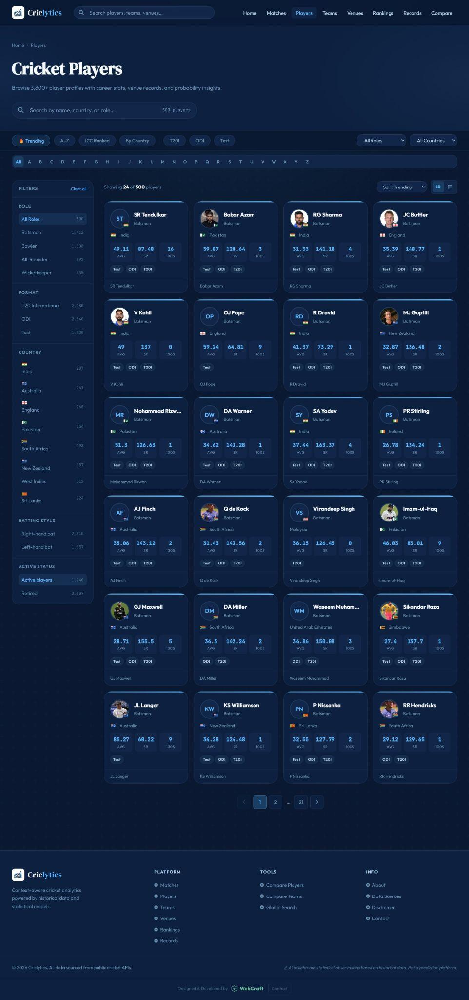 Criclytics
Search players, teams, venues...
Home Matches Players Teams Venues Rankings Records Compare
Home / Players
Cricket Players
Browse 3,800+ player profiles with career stats, venue records, and probability insights.
Search by name, country, or role... 500 players
Trending A–Z ICC Ranked By Country T20I ODI Test All Roles All Countries
All A B C D E F G H I J K L M N O P Q R S T U V W X Y Z
FILTERS Clear all
ROLE
All Roles 500
Batsman 1,412
Bowler 1,108
All-Rounder 892
Wicketkeeper 435
FORMAT
T20 International 2,180
ODI 2,540
Test 1,920
COUNTRY
India 287
Australia 241
England 268
Pakistan 254
South Africa 198
New Zealand 187
West Indies 312
Sri Lanka 224
BATTING STYLE
Right-hand bat 2,810
Left-hand bat 1,037
ACTIVE STATUS
Active players 1,240
Retired 2,607
Showing 24 of 500 players Sort: Trending
ST SR Tendulkar
Batsman
India
49.11 87.48 16
AVG SR 100S
Test ODI T20I
SR Tendulkar
Babar Azam
Batsman
Pakistan
39.87 128.64 3
AVG SR 100S
Test ODI T20I
Babar Azam
RG Sharma
Batsman
India
31.33 141.18 4
AVG SR 100S
Test ODI T20I
RG Sharma
JC Buttler
Batsman
England
35.39 148.77 1
AVG SR 100S
Test ODI T20I
JC Buttler
V Kohli
Batsman
India
49 137 0
AVG SR 100S
Test ODI T20I
V Kohli
OP OJ Pope
Batsman
England
59.24 64.81 9
AVG SR 100S
Test
OJ Pope
RD R Dravid
Batsman
India
41.37 73.29 1
AVG SR 100S
Test ODI T20I
R Dravid
MJ Guptill
Batsman
New Zealand
32.87 136.48 2
AVG SR 100S
Test ODI T20I
MJ Guptill
MR Mohammad Rizw...
Batsman
Pakistan
51.3 126.63 1
AVG SR 100S
Test ODI T20I
Mohammad Rizwan
DW DA Warner
Batsman
Australia
34.62 143.28 1
AVG SR 100S
Test ODI T20I
DA Warner
SY SA Yadav
Batsman
India
37.44 163.37 4
AVG SR 100S
Test ODI T20I
SA Yadav
PS PR Stirling
Batsman
Ireland
26.78 134.24 1
AVG SR 100S
Test ODI T20I
PR Stirling
AF AJ Finch
Batsman
Australia
35.06 143.12 2
AVG SR 100S
Test ODI T20I
AJ Finch
Q de Kock
Batsman
South Africa
31.43 143.56 2
AVG SR 100S
Test ODI T20I
Q de Kock
VS Virandeep Singh
Batsman
Malaysia
36.15 126.45 0
AVG SR 100S
T20I
Virandeep Singh
Imam-ul-Haq
Batsman
Pakistan
46.03 83.01 9
AVG SR 100S
Test ODI T20I
Imam-ul-Haq
GJ Maxwell
Batsman
Australia
28.71 155.5 5
AVG SR 100S
Test ODI T20I
GJ Maxwell
DM DA Miller
Batsman
South Africa
34.3 142.24 2
AVG SR 100S
ODI T20I
DA Miller
WM Waseem Muham...
Batsman
United Arab Emirates
34.86 150.08 3
AVG SR 100S
ODI T20I
Waseem Muhammad
Sikandar Raza
Batsman
Zimbabwe
27.4 137.7 1
AVG SR 100S
Test ODI T20I
Sikandar Raza
JL Langer
Batsman
Australia
85.27 60.22 9
AVG SR 100S
Test
JL Langer
KW KS Williamson
Batsman
New Zealand
34.28 124.48 1
AVG SR 100S
Test ODI T20I
KS Williamson
PN P Nissanka
Batsman
Sri Lanka
32.55 127.79 2
AVG SR 100S
Test ODI T20I
P Nissanka
RR Hendricks
Batsman
South Africa
29.12 129.65 1
AVG SR 100S
ODI T20I
RR Hendricks
1 2 ... 21
Criclytics
Context-aware cricket analytics
powered by historical data and
statistical models.
PLATFORM
Matches
Players
Teams
Venues
Rankings
Records
TOOLS
Compare Players
Compare Teams
Global Search
INFO
About
Data Sources
Disclaimer
Contact
© 2026 Criclytics. All data sourced from public cricket APIs.
⚠ All insights are statistical observations based on historical data. Not a prediction platform.
Designed & Developed by WebCraft Contact